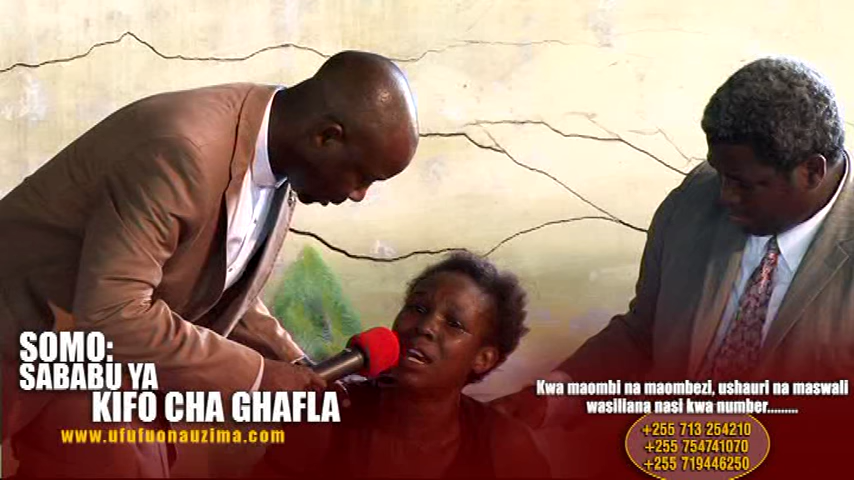 SOMO:
SABABU YA
KIFO CHA GHAFLA
www.ufufuonauzima.com
Kwa maombi na maombezi, ushauri na maswali
wasiliana nasi kwa number.........
+255 713 254210
+255 754741070
+255 719446250